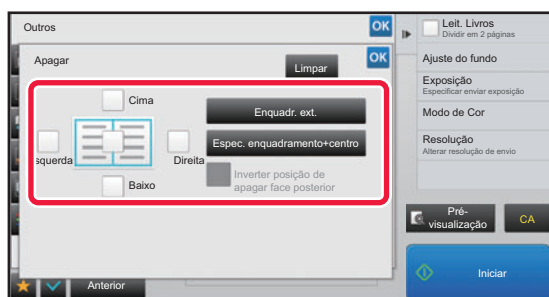 Outros
OK
Apagar
Limpar
OK
Cima
squerda
Direita
Baixo
Enquadr. ext.
Espec. enquadramento+centro
Inverter posição de
apagar face posterior
Anterior
Leit. Livros
Dividir em 2 páginas
Ajuste do fundo
Exposição
Especificar enviar exposição
Modo de Cor
Resolução
Alterar resolução de envio
Pré-
visualização
CA
Iniciar